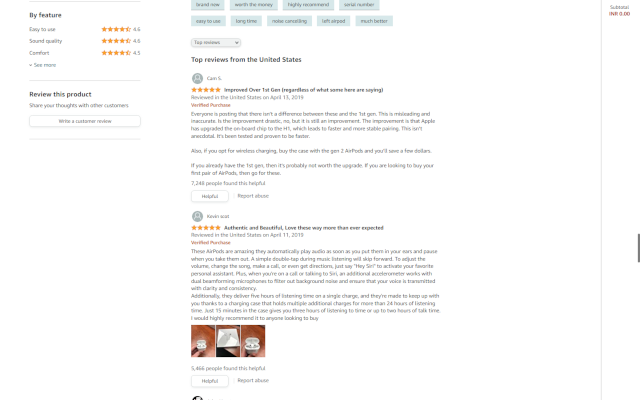 brand new
worth the money
highly recommend
serial number
easy to use
long time
noise cancelling
left airpod
much better
Subtotal
INR 0.00
By feature
Easy to use 4.6
Sound quality 4.6
Comfort 4.5
See more
Review this product
Share your thoughts with other customers
Write a customer review
Top reviews
Top reviews from the United States
Cam S.
Improved Over 1st Gen (regardless of what some here are saying)
Reviewed in the United States on April 13, 2019
Verified Purchase
Everyone is posting that there isn't a difference between these and the 1st gen. This is misleading and
inaccurate. Is the improvement drastic, no, but it is still an improvement. The improvement is that Apple
has upgraded the on-board chip to the H1, which leads to faster and more stable pairing. This isn't
anecdotal. It's been tested and proven to be faster.
Also, if you opt for wireless charging, buy the case with the gen 2 AirPods and you'll save a few dollars.
If you already have the 1st gen, then it's probably not worth the upgrade. If you are looking to buy your
first pair of AirPods, then go for these.
7,248 people found this helpful
Helpful
Report abuse
Kevin scat
Authentic and Beautiful, Love these way more than ever expected
Reviewed in the United States on April 11, 2019
Verified Purchase
These AirPods are amazing they automatically play audio as soon as you put them in your ears and pause
when you take them out. A simple double-tap during music listening will skip forward. To adjust the
volume, change the song, make a call, or even get directions, just say "Hey Siri" to activate your favorite
personal assistant. Plus, when you're on a call or talking to Siri, an additional accelerometer works with
dual beamforming microphones to filter out background noise and ensure that your voice is transmitted
with clarity and consistency.
Additionally, they deliver five hours of listening time on a single charge, and they're made to keep up with
you thanks to a charging case that holds multiple additional charges for more than 24 hours of listening
time. Just 15 minutes in the case gives you three hours of listening to time or up to two hours of talk time
I would highly recommend it to anyone looking to buy
5,466 people found this helpful
Helpful
Report abuse